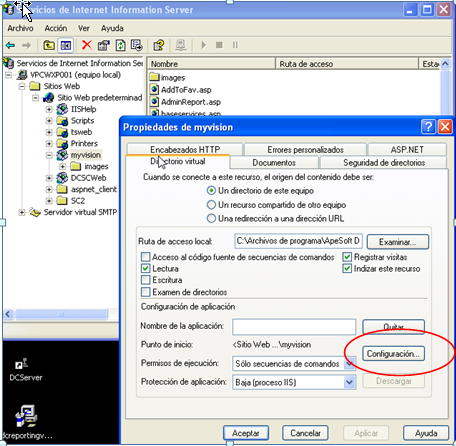 Servicios de Internet Information Server
Archivo Acción Ver Ayuda
Servicios de Internet Information Ser
VPCWXP001 (equipo local)
Sitios Web
Sitio Web predeterminad
IISHelp
Scripts
tsweb
Printers
myvision
images
DCSCWeb
aspnet_client
SC2
Servidor virtual SMTP
Nombre Ruta de acceso Esta
images
AddToFav.asp
AdminReport.asp
baseservices.asp
Propiedades de myvision
Encabezados HTTP Errores personalizados ASP.NET
Directorio virtual Documentos Seguridad de directorios
Cuando se conecte a este recurso, el origen del contenido debe ser:
Un directorio de este equipo
Un recurso compartido de otro equipo
Una redirección a una dirección URL
Ruta de acceso local: C:\Archivos de programa\ApeSoft D Examinar...
Acceso al código fuente de secuencias de comandos Registrar visitas
Lectura Indizar este recurso
Escritura
Examen de directorios
Configuración de aplicación
Nombre de la aplicación: Quitar
Punto de inicio: <Sitio Web ...\myvision
Configuración...
Permisos de ejecución: Sólo secuencias de comandos
Protección de aplicación: Baja (proceso IIS) Descargar
Aceptar Cancelar Aplicar Ayuda
DCServer